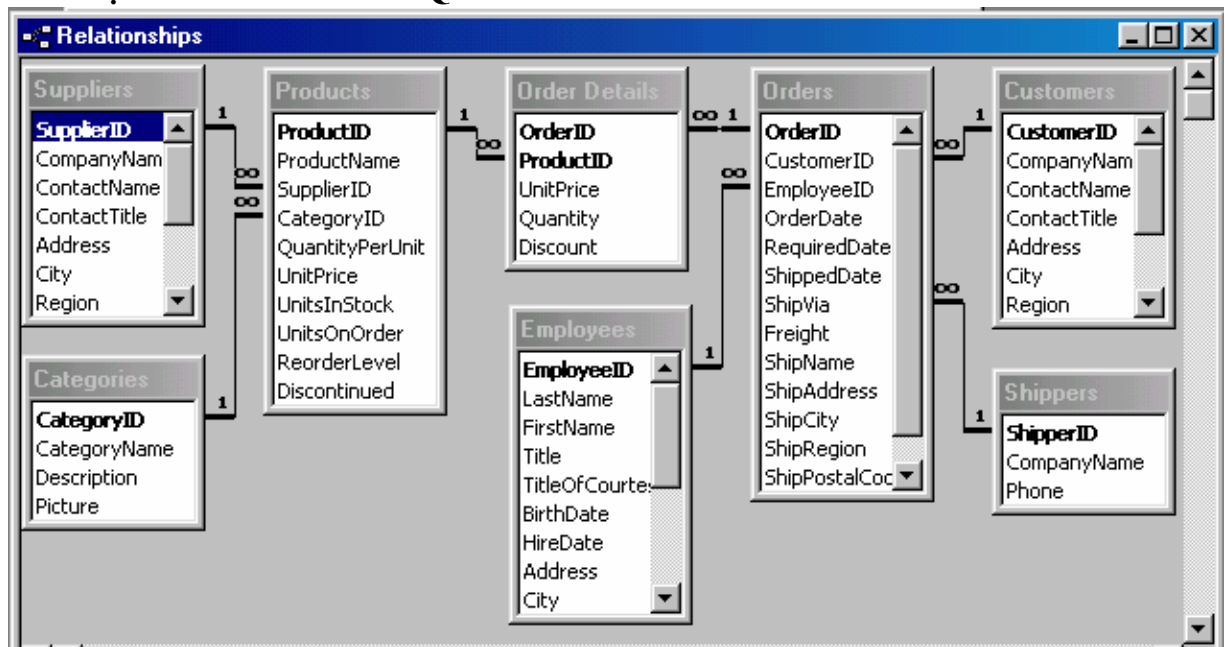 Relationships
Suppliers
SupplierID
CompanyNam
ContactName
ContactTitle
Address
City
Region
Categories
CategoryID
CategoryName
Description
Picture
Products
ProductID
ProductName
SupplierID
CategoryID
QuantityPerUnit
UnitPrice
UnitsInStock
UnitsOnOrder
ReorderLevel
Discontinued
Order Details
OrderID
ProductID
UnitPrice
Quantity
Discount
Employees
EmployeeID
LastName
FirstName
Title
TitleOfCourtes
BirthDate
HireDate
Address
City
Orders
OrderID
CustomerID
EmployeeID
OrderDate
RequiredDate
ShippedDate
ShipVia
Freight
ShipName
ShipAddress
ShipCity
ShipRegion
ShipPostalCoc
Customers
CustomerID
CompanyNam
ContactName
ContactTitle
Address
City
Region
Shippers
ShipperID
CompanyName
Phone
1
∞
∞
1
1
∞
∞ 1
∞
1
1
∞
∞
1